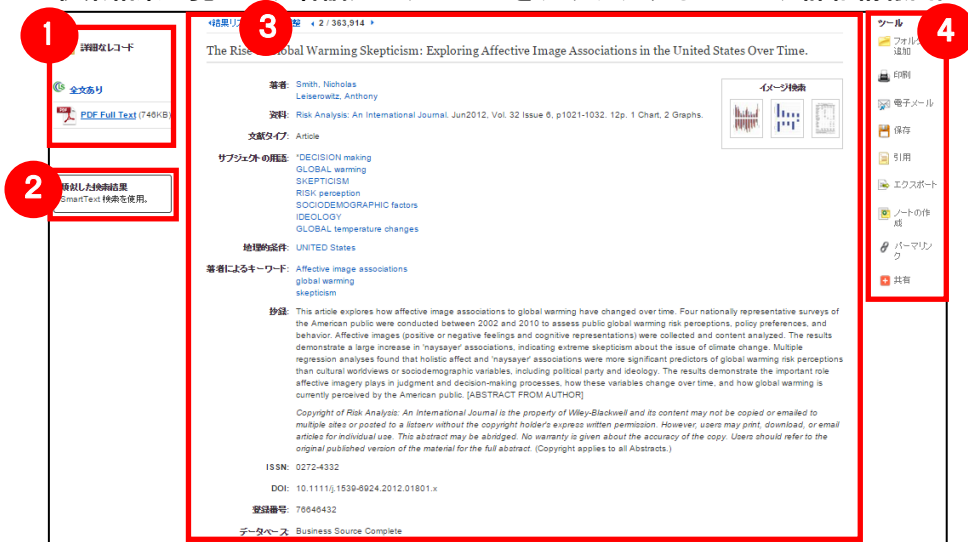 1
詳細なレコード
全文あり
PDF Full Text (746KB)
2
類似した検索結果
SmartText 検索を使用。
3
2 / 363,914
The Rise of Global Warming Skepticism: Exploring Affective Image Associations in the United States Over Time.
著者: Smith, Nicholas
Leiserowitz, Anthony
資料: Risk Analysis: An International Journal. Jun2012, Vol. 32 Issue 6, p1021-1032. 12p. 1 Chart, 2 Graphs.
文献タイプ: Article
サブジェクトの用語: *DECISION making
GLOBAL warming
SKEPTICISM
RISK perception
SOCIODEMOGRAPHIC factors
IDEOLOGY
GLOBAL temperature changes
地理的条件: UNITED States
著者によるキーワード: Affective image associations
global warming
skepticism
抄録: This article explores how affective image associations to global warming have changed over time. Four nationally representative surveys of
the American public were conducted between 2002 and 2010 to assess public global warming risk perceptions, policy preferences, and
behavior. Affective images (positive or negative feelings and cognitive representations) were collected and content analyzed. The results
demonstrate a large increase in 'naysayer' associations, indicating extreme skepticism about the issue of climate change. Multiple
regression analyses found that holistic affect and 'naysayer' associations were more significant predictors of global warming risk perceptions
than cultural worldviews or sociodemographic variables, including political party and ideology. The results demonstrate the important role
affective imagery plays in judgment and decision-making processes, how these variables change over time, and how global warming is
currently perceived by the American public. [ABSTRACT FROM AUTHOR]
Copyright of Risk Analysis: An International Journal is the property of Wiley-Blackwell and its content may not be copied or emailed to
multiple sites or posted to a listserv without the copyright holder's express written permission. However, users may print, download, or email
articles for individual use. This abstract may be abridged. No warranty is given about the accuracy of the copy. Users should refer to the
original published version of the material for the full abstract. (Copyright applies to all Abstracts.)
ISSN: 0272-4332
DOI: 10.1111/j.1539-6924.2012.01801.x
登録番号: 76646432
データベース: Business Source Complete
イメージ検索
4
ツール
フォルダ
追加
印刷
電子メール
保存
引用
エクスポート
ノートの作
成
パーマリン
ク
共有